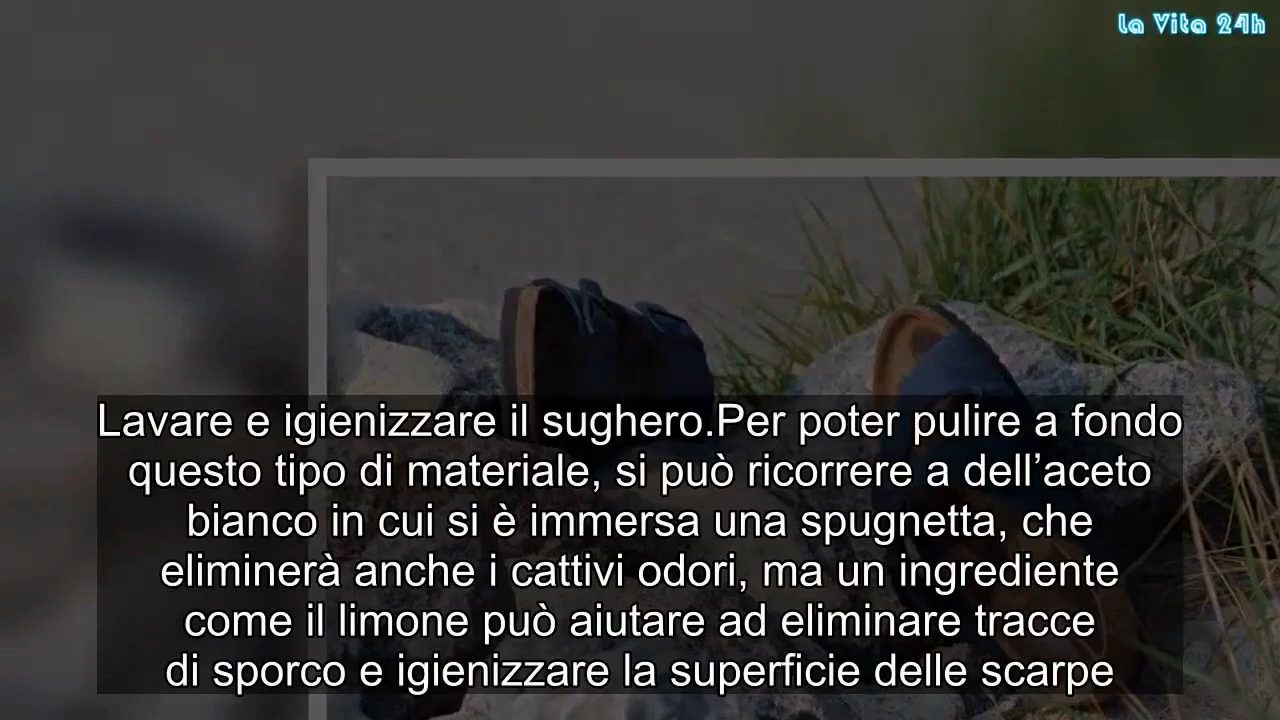 La Vita 24h
Lavare e igienizzare il sughero.Per poter pulire a fondo
questo tipo di materiale, si può ricorrere a dell’aceto
bianco in cui si è immersa una spugnetta, che
eliminerà anche i cattivi odori, ma un ingrediente
come il limone può aiutare ad eliminare tracce
di sporco e igienizzare la superficie delle scarpe